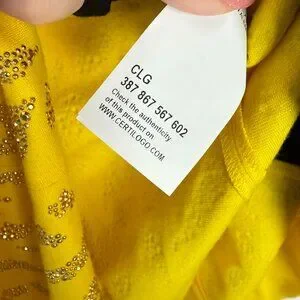 CLG
387 867 567 602
Check the authenticity
of this product on
WWW.CERTILOGO.COM